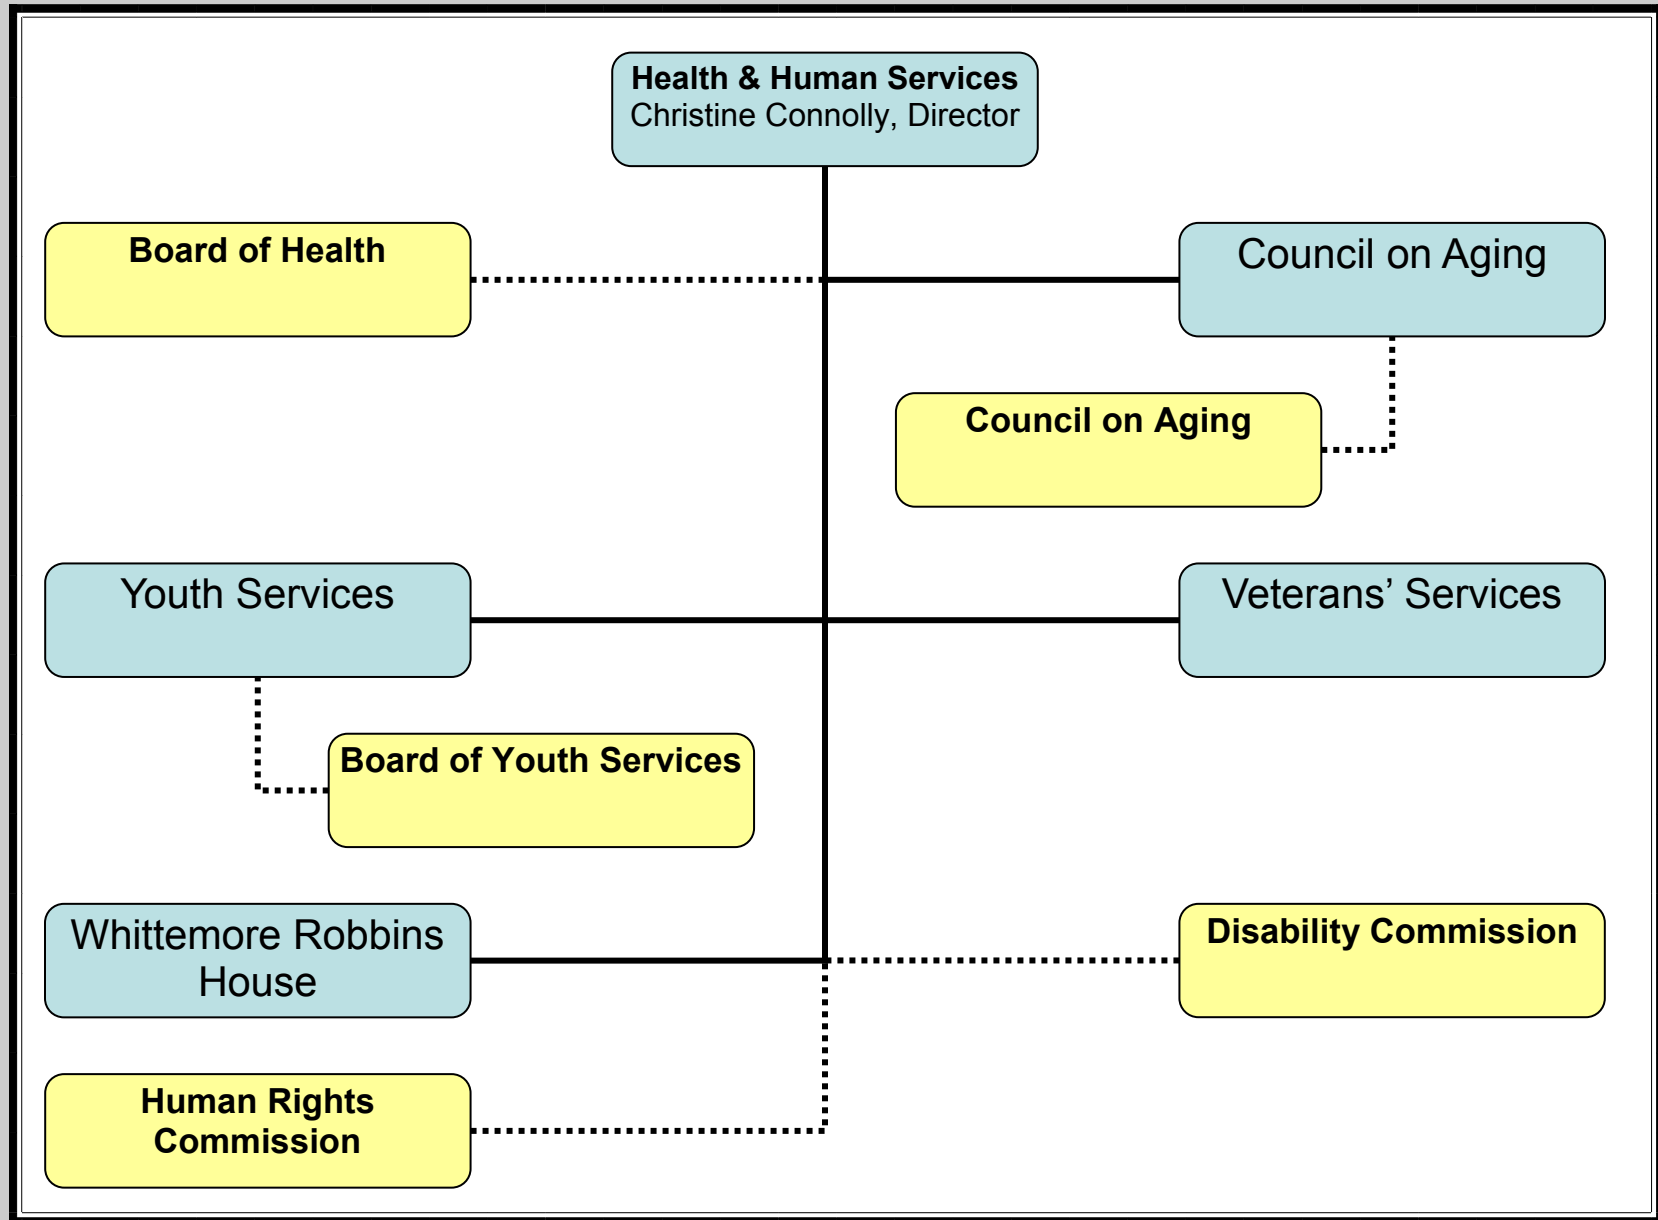 Health & Human Services
Christine Connolly, Director
Board of Health
Council on Aging
Council on Aging
Youth Services
Veterans’ Services
Board of Youth Services
Whittemore Robbins
House
Disability Commission
Human Rights
Commission